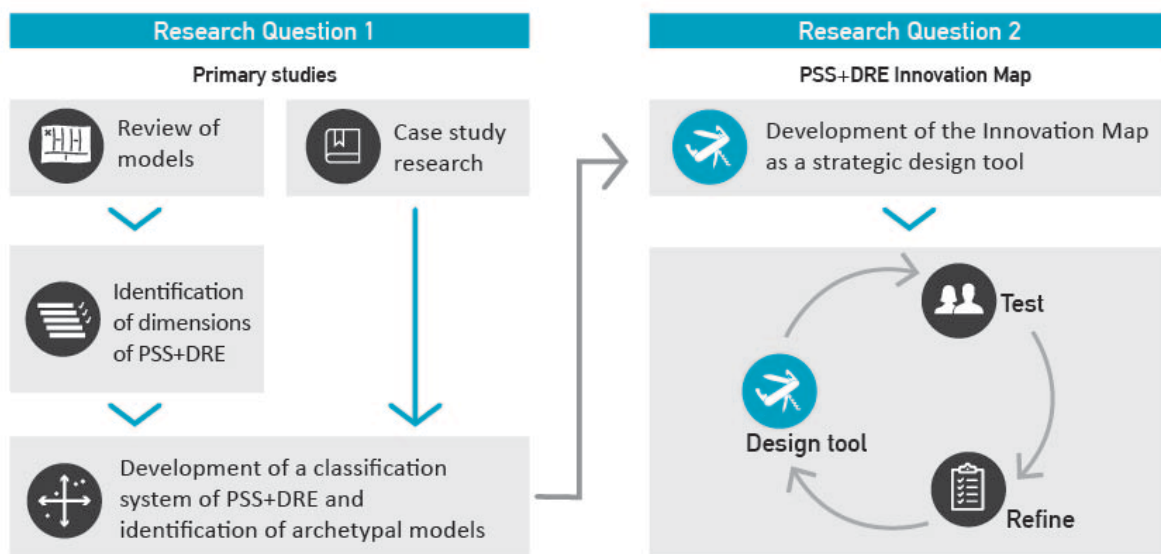 Research Question 1
Primary studies
Review of
models
Case study
research
Identification
of dimensions
of PSS+DRE
Development of a classification
system of PSS+DRE and
identification of archetypal models
Research Question 2
PSS+DRE Innovation Map
Development of the Innovation Map
as a strategic design tool
Test
Design tool
Refine